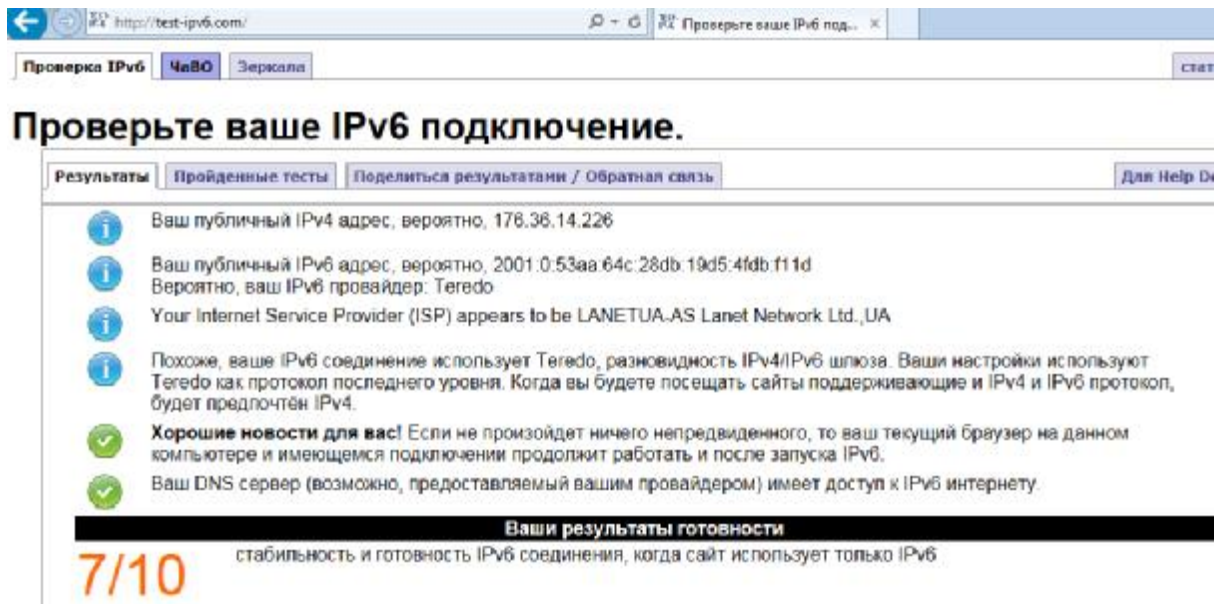 http://test-ipv6.com/
Проверьте ваше IPv6 под...
Проверка IPv6 ЧаВО Зеркала стат
Проверьте ваше IPv6 подключение.
Результаты Пройденные тесты Поделиться результатами / Обратная связь Для Help De
Ваш публичный IPv4 адрес, вероятно, 176.36.14.226
Ваш публичный IPv6 адрес, вероятно, 2001:0:53aa:64c:28db:19d5:4fdb:f11d
Вероятно, ваш IPv6 провайдер: Teredo
Your Internet Service Provider (ISP) appears to be LANETUA-AS Lanet Network Ltd.,UA
Похоже, ваше IPv6 соединение использует Teredo, разновидность IPv4/IPv6 шлюза. Ваши настройки используют
Teredo как протокол последнего уровня. Когда вы будете посещать сайты поддерживающие и IPv4 и IPv6 протокол,
будет предпочтён IPv4.
Хорошие новости для вас! Если не произойдет ничего непредвиденного, то ваш текущий браузер на данном
компьютере и имеющемся подключении продолжит работать и после запуска IPv6.
Ваш DNS сервер (возможно, предоставляемый вашим провайдером) имеет доступ к IPv6 интернету.
Ваши результаты готовности
7/10 стабильность и готовность IPv6 соединения, когда сайт использует только IPv6